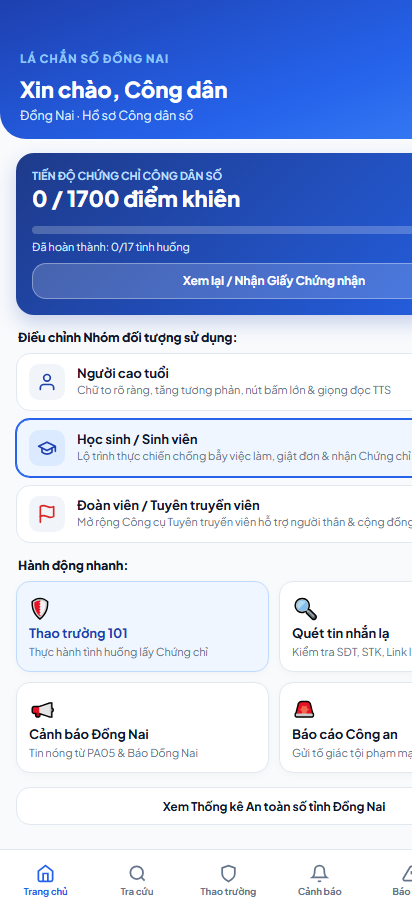 LÁ CHẮN SỐ ĐỒNG NAI
Xin chào, Công dân
Đồng Nai · Hồ sơ Công dân số
TIẾN ĐỘ CHỨNG CHỈ CÔNG DÂN SỐ
0 / 1700 điểm khiên
Đã hoàn thành: 0/17 tình huống
Xem lại / Nhận Giấy Chứng nhận
Điều chỉnh Nhóm đối tượng sử dụng:
Người cao tuổi
Chữ to rõ ràng, tăng tương phản, nút bấm lớn & giọng đọc TTS
Học sinh / Sinh viên
Lộ trình thực chiến chống bẫy việc làm, giật đơn & nhận Chứng chỉ
Đoàn viên / Tuyên truyền viên
Mở rộng Công cụ Tuyên truyền viên hỗ trợ người thân & cộng đồng
Hành động nhanh:
Thao trường 101
Thực hành tình huống lấy Chứng chỉ
Quét tin nhắn lạ
Kiểm tra SĐT, STK, Link
Cảnh báo Đồng Nai
Tin nóng từ PA05 & Báo Đồng Nai
Báo cáo Công an
Gửi tố giác tội phạm
Xem Thống kê An toàn số tỉnh Đồng Nai
Trang chủ
Tra cứu
Thao trường
Cảnh báo
Báo